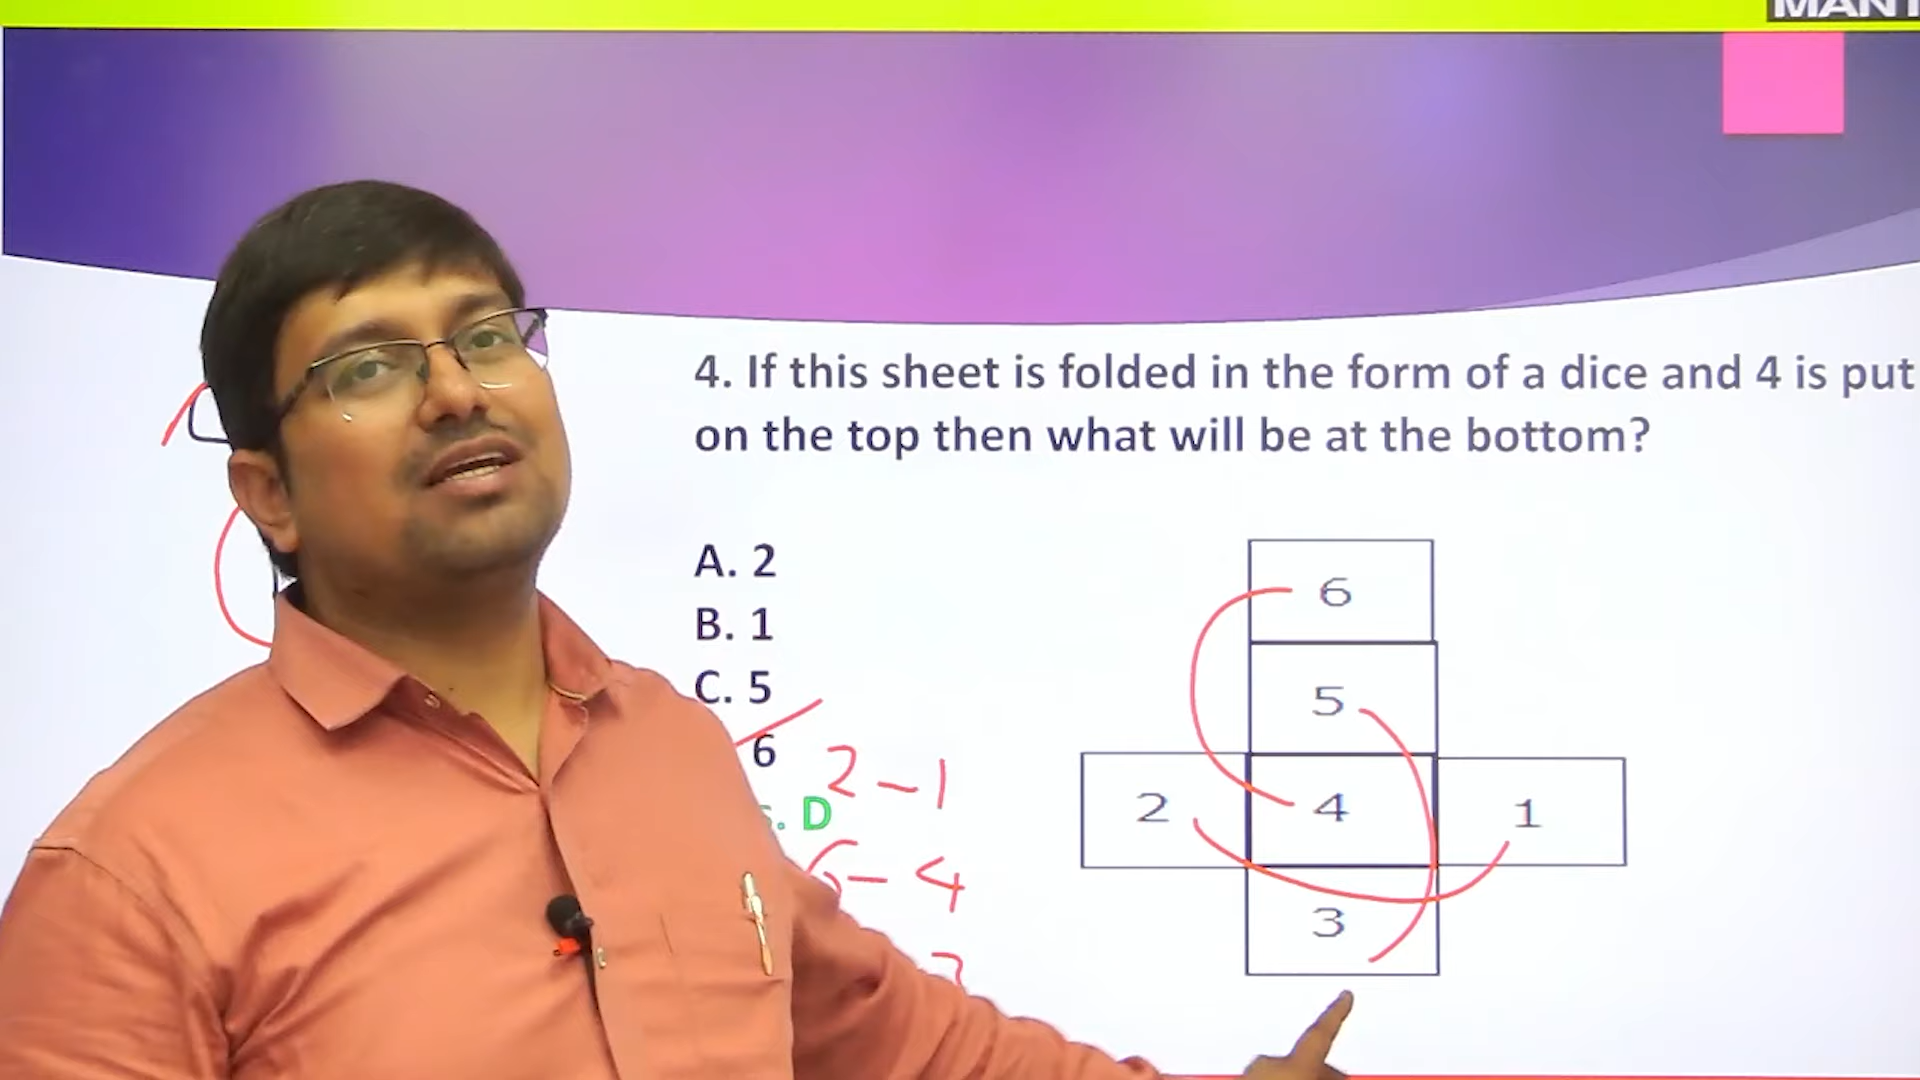 4. If this sheet is folded in the form of a dice and 4 is put
on the top then what will be at the bottom?
A. 2
B. 1
C. 5
6
D
2 - 1
6 - 4
6
5
2 4 1
3